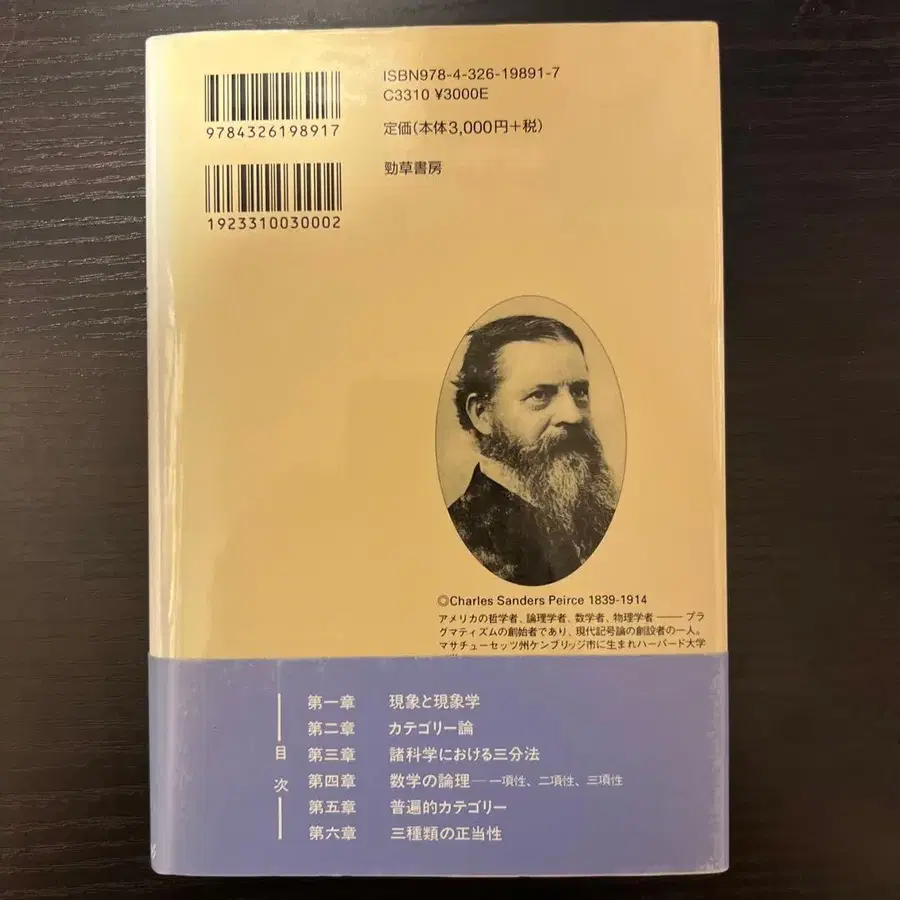 ISBN978-4-326-19891-7
C3310 ¥3000E
9784326198917
定価(本体3,000円+税)
勁草書房
1923310030002
◎Charles Sanders Peirce 1839-1914
アメリカの哲学者、論理学者、数学者、物理学者——プラ
グマティズムの創始者であり、現代記号論の創設者の一人。
マサチューセッツ州ケンブリッジ市に生まれハーバード大学
目次
第一章 現象と現象学
第二章 カテゴリー論
第三章 諸科学における三分法
第四章 数学の論理—一項性、二項性、三項性
第五章 普遍的カテゴリー
第六章 三種類の正当性